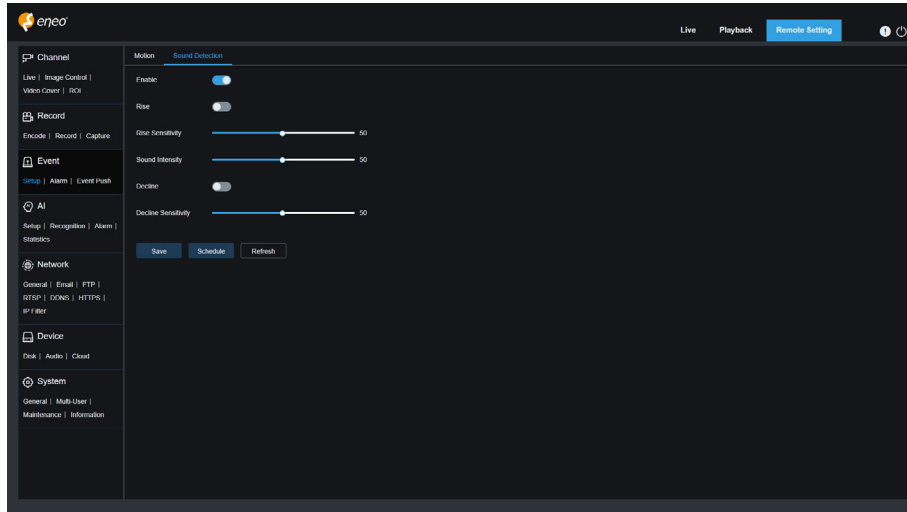 eneo
Live Playback Remote Setting
Channel
Live | Image Control |
Video Cover | ROI
Record
Encode | Record | Capture
Event
Setup | Alarm | Event Push
AI
Setup | Recognition | Alarm |
Statistics
Network
General | Email | FTP |
RTSP | DDNS | HTTPS |
IP Filter
Device
Disk | Audio | Cloud
System
General | Multi-User |
Maintenance | Information
Motion Sound Detection
Enable
Rise
Rise Sensitivity 50
Sound Intensity 50
Decline
Decline Sensitivity 50
Save Schedule Refresh